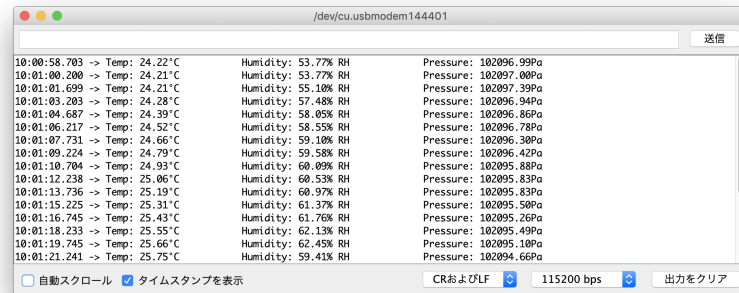 /dev/cu.usbmodem144401
送信
10:00:58.703 -> Temp: 24.22°C Humidity: 53.77% RH Pressure: 102096.99Pa
10:01:00.200 -> Temp: 24.21°C Humidity: 53.77% RH Pressure: 102097.00Pa
10:01:01.699 -> Temp: 24.21°C Humidity: 55.10% RH Pressure: 102097.39Pa
10:01:03.203 -> Temp: 24.28°C Humidity: 57.48% RH Pressure: 102096.94Pa
10:01:04.687 -> Temp: 24.39°C Humidity: 58.05% RH Pressure: 102096.86Pa
10:01:06.217 -> Temp: 24.52°C Humidity: 58.55% RH Pressure: 102096.78Pa
10:01:07.731 -> Temp: 24.66°C Humidity: 59.10% RH Pressure: 102096.30Pa
10:01:09.224 -> Temp: 24.79°C Humidity: 59.58% RH Pressure: 102096.42Pa
10:01:10.704 -> Temp: 24.93°C Humidity: 60.09% RH Pressure: 102095.88Pa
10:01:12.238 -> Temp: 25.06°C Humidity: 60.53% RH Pressure: 102095.83Pa
10:01:13.736 -> Temp: 25.19°C Humidity: 60.97% RH Pressure: 102095.83Pa
10:01:15.225 -> Temp: 25.31°C Humidity: 61.37% RH Pressure: 102095.50Pa
10:01:16.745 -> Temp: 25.43°C Humidity: 61.76% RH Pressure: 102095.26Pa
10:01:18.233 -> Temp: 25.55°C Humidity: 62.13% RH Pressure: 102095.49Pa
10:01:19.745 -> Temp: 25.66°C Humidity: 62.45% RH Pressure: 102095.10Pa
10:01:21.241 -> Temp: 25.75°C Humidity: 59.41% RH Pressure: 102094.66Pa
自動スクロール タイムスタンプを表示 CRおよびLF 115200 bps 出力をクリア